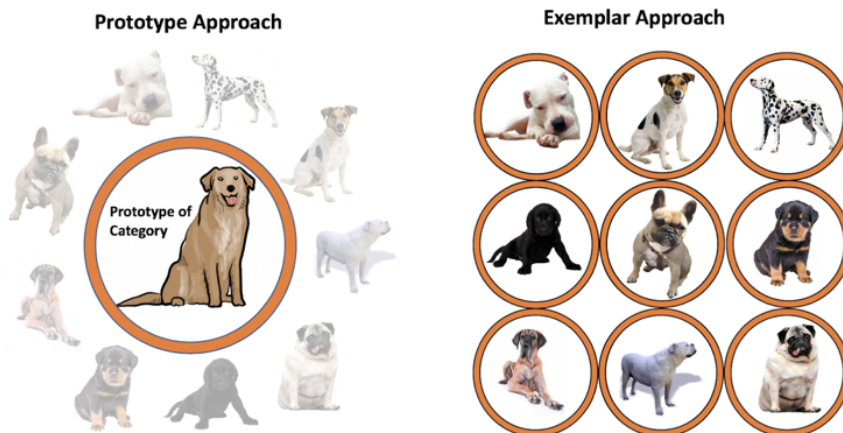 Prototype Approach
Exemplar Approach
Prototype of
Category